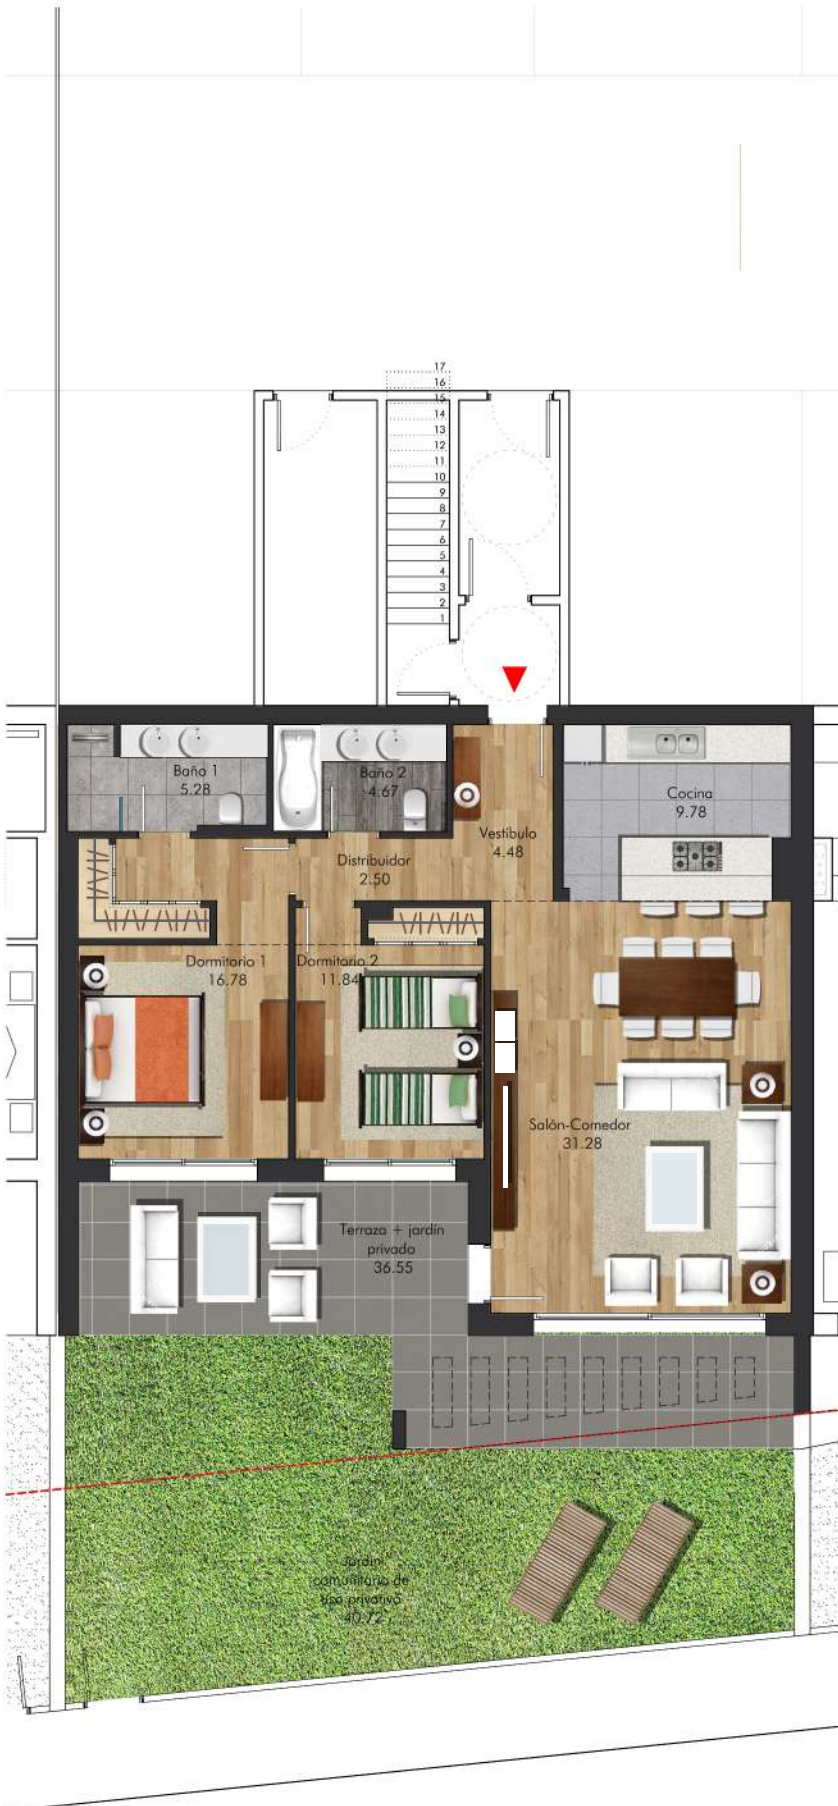 17
16
15
14
13
12
11
10
9
8
7
6
5
4
3
2
1
Baño 1
5.28
Baño 2
4.67
Cocina
9.78
Vestíbulo
4.48
Distribuidor
2.50
Dormitorio 1
16.78
Dormitorio 2
11.84
Salón-Comedor
31.28
Terraza + jardín
privado
36.55
Jardín
comunitario de
uso privativo
40.72